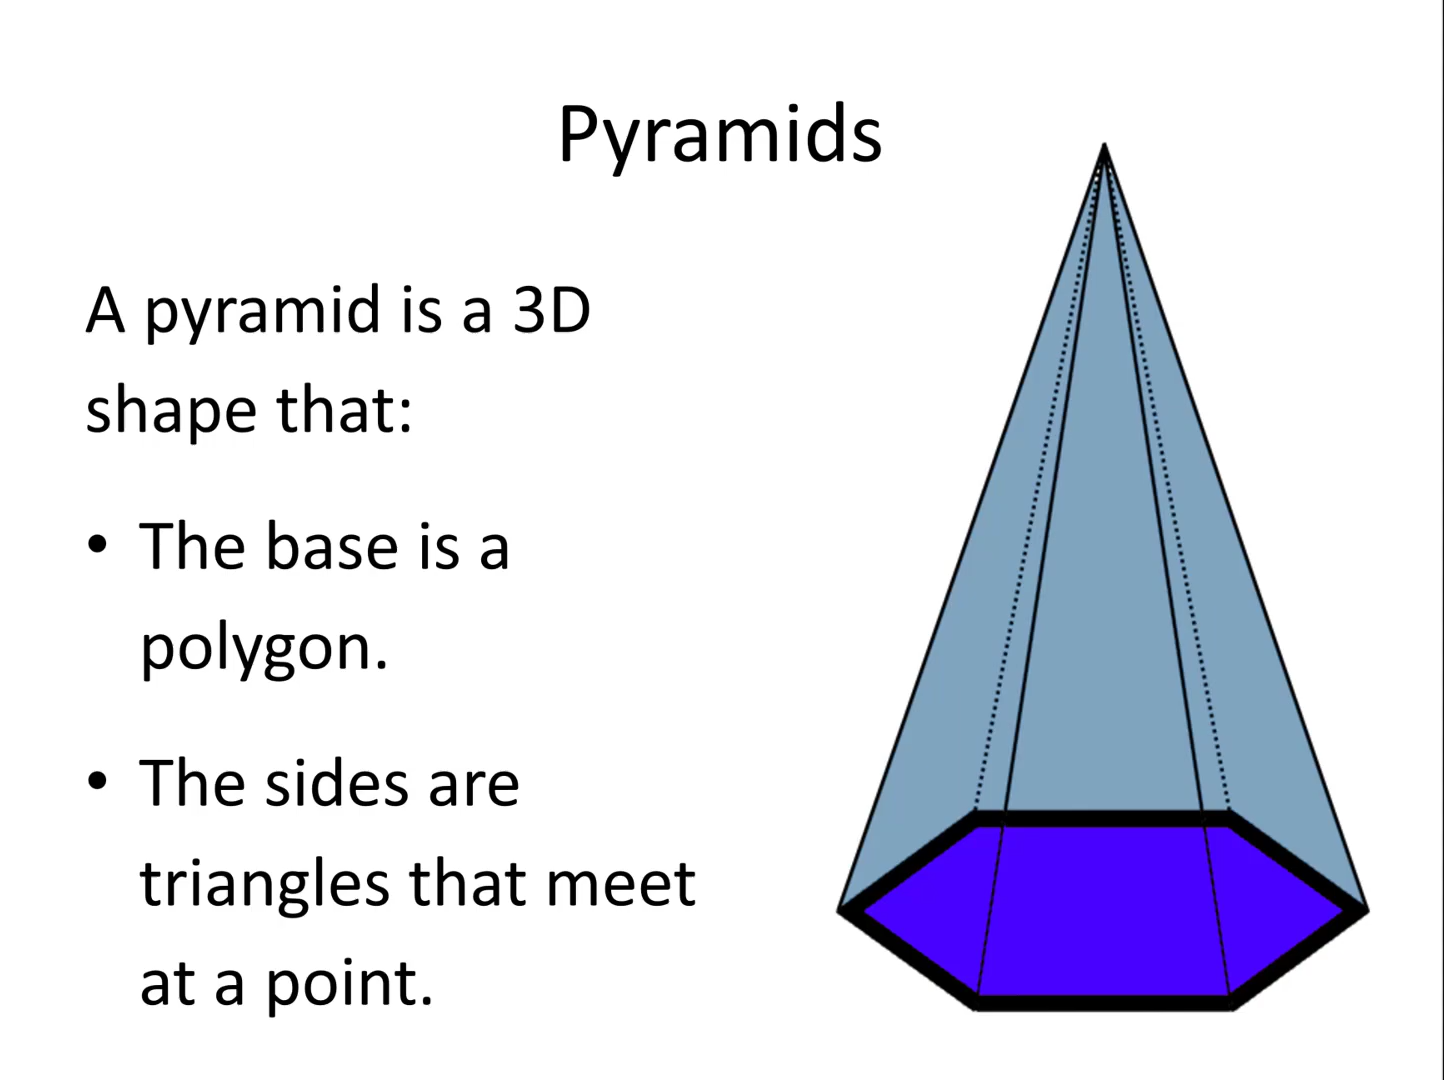 Pyramids
A pyramid is a 3D
shape that:
• The base is a
polygon.
• The sides are
triangles that meet
at a point.